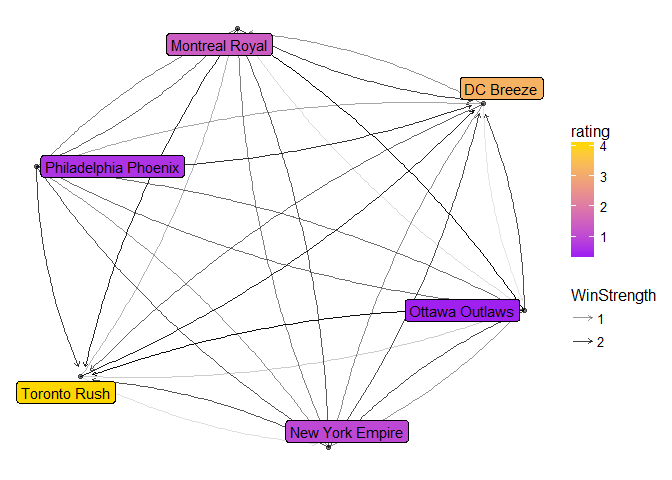 Montreal Royal
DC Breeze
Philadelphia Phoenix
Ottawa Outlaws
Toronto Rush
New York Empire
rating
4
3
2
1
WinStrength
1
2